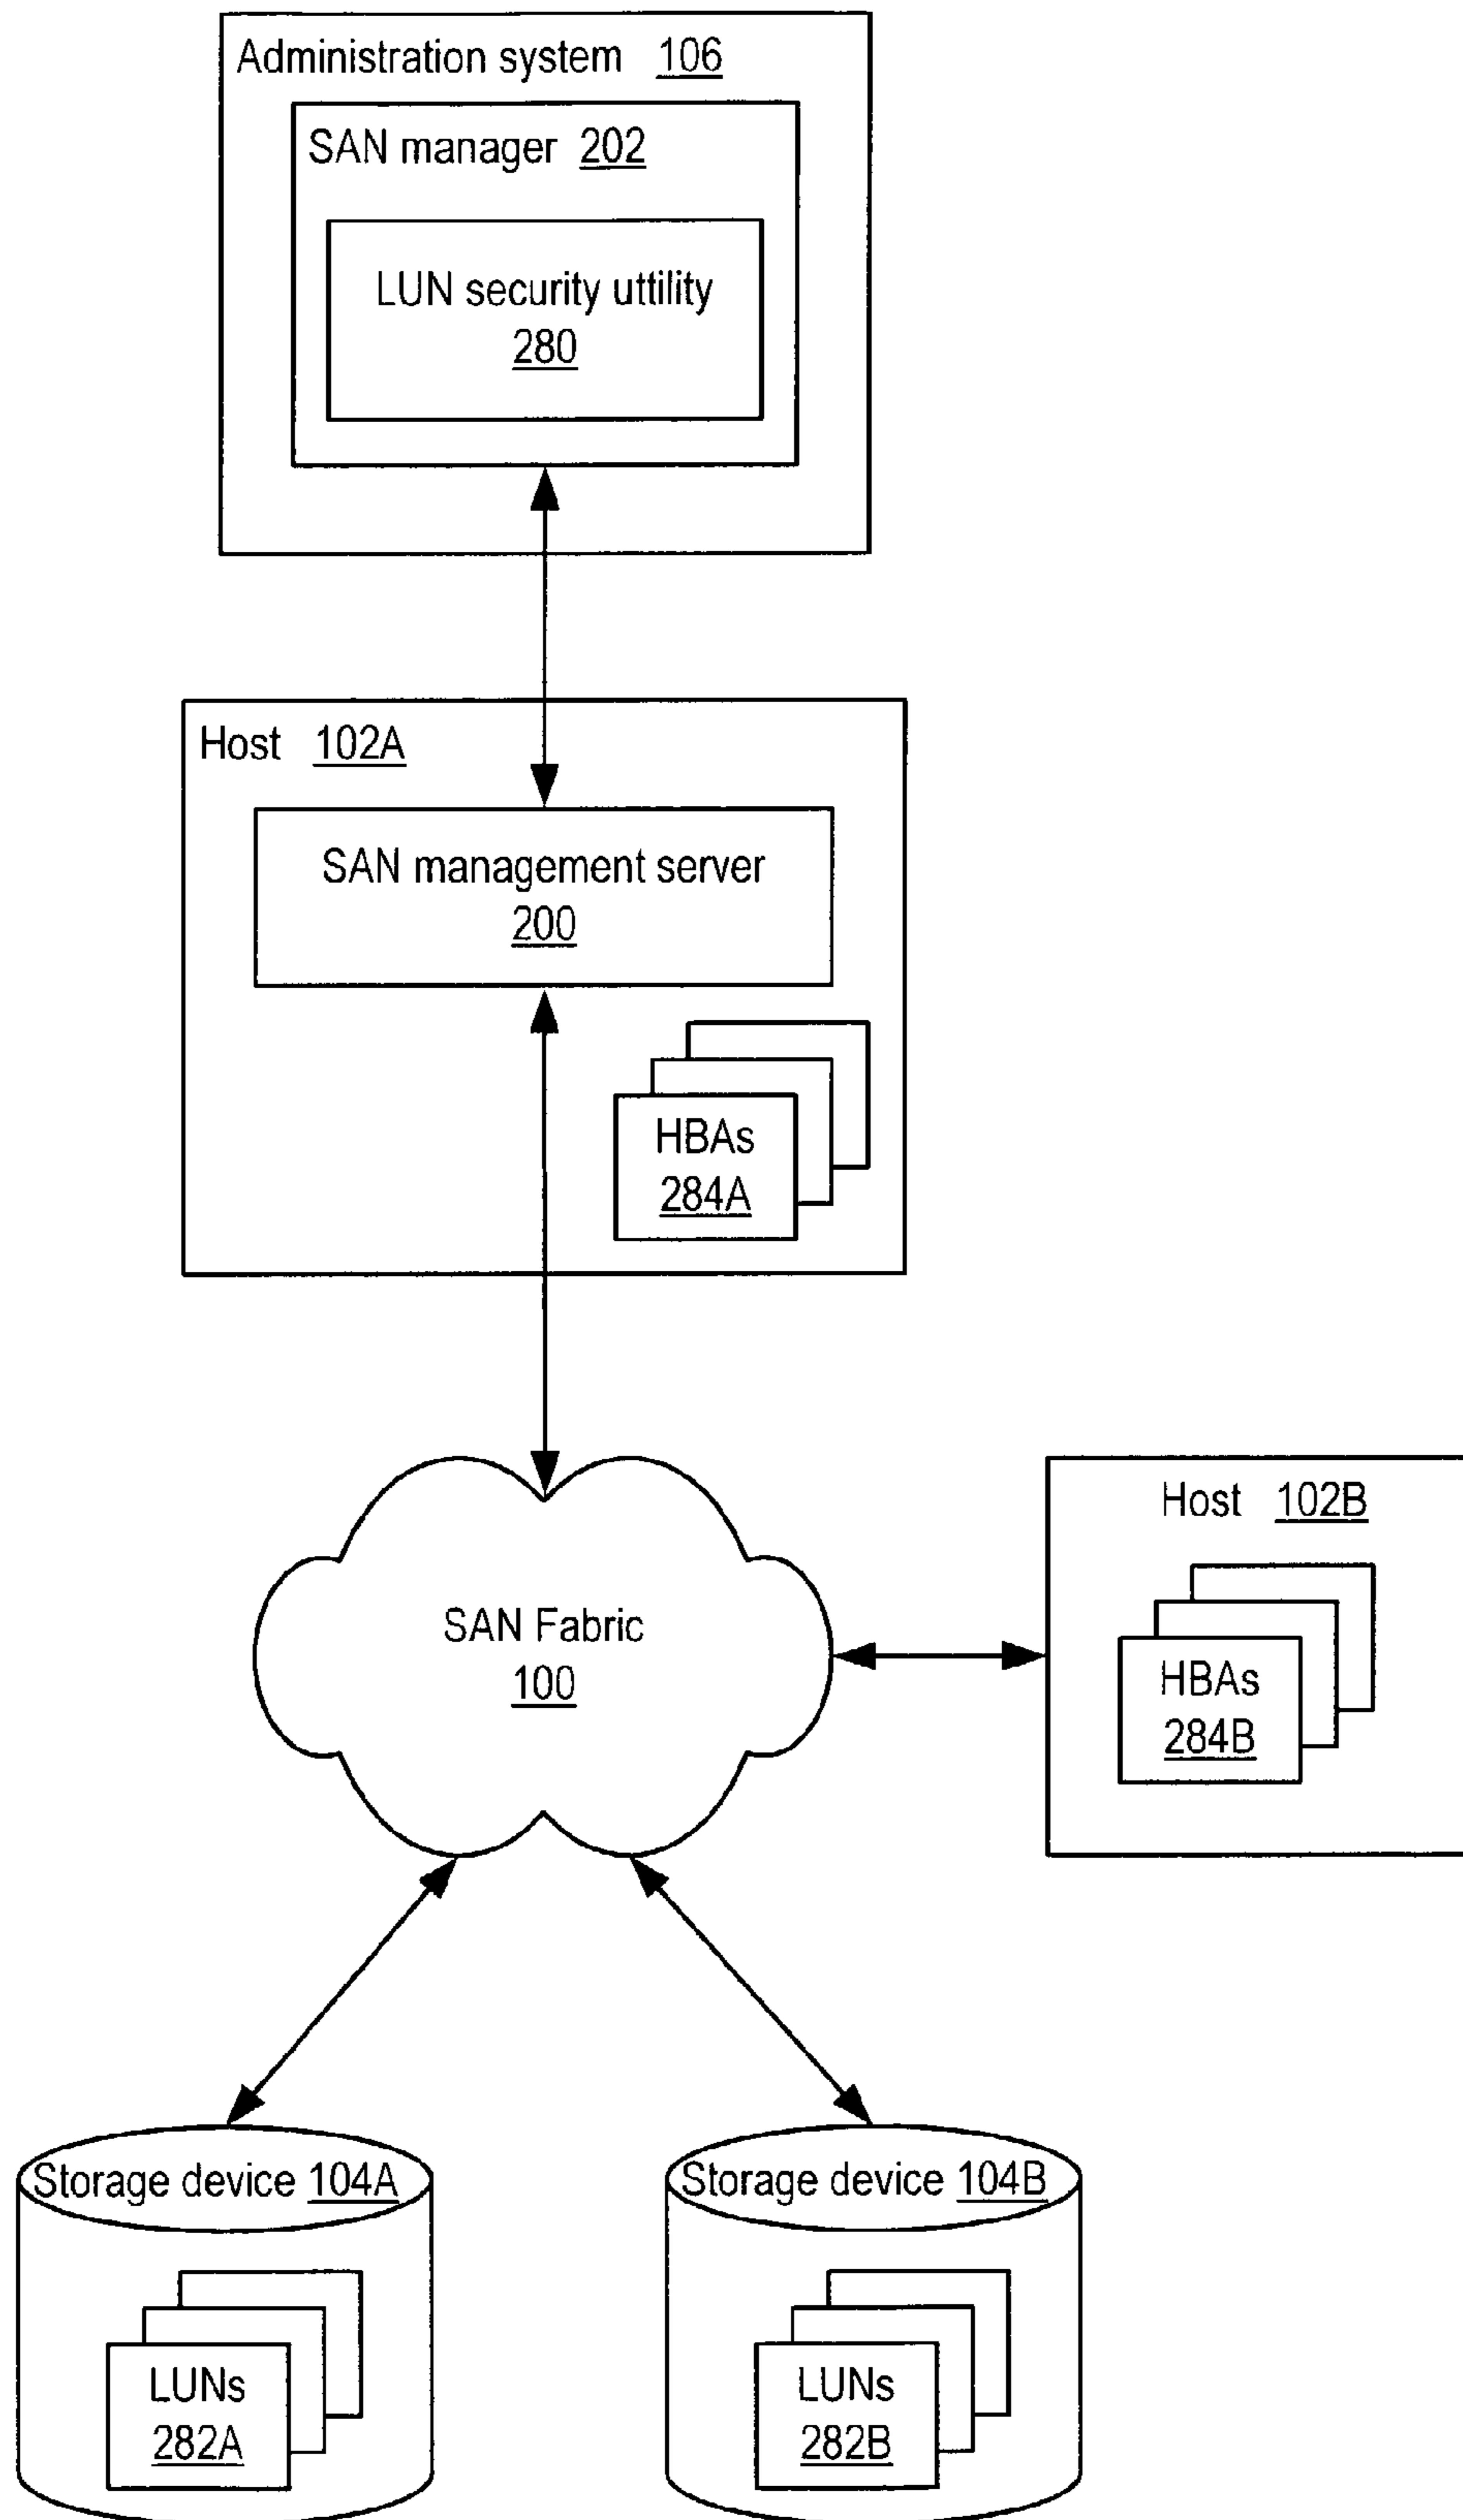 Administration system 106
SAN manager 202
LUN security uttility
280
Host 102A
SAN management server
200
HBAs
284A
SAN Fabric
100
Host 102B
HBAs
284B
Storage device 104A
LUNs
282A
Storage device 104B
LUNs
282B